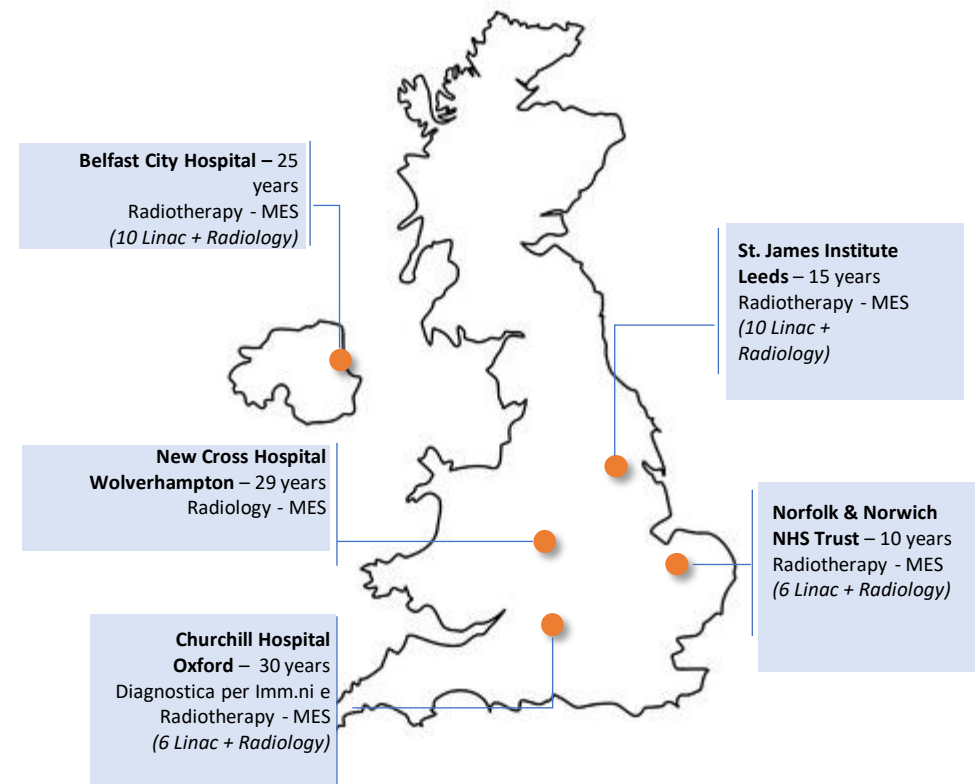 Belfast City Hospital – 25
years
Radiotherapy - MES
(10 Linac + Radiology)
St. James Institute
Leeds – 15 years
Radiotherapy - MES
(10 Linac +
Radiology)
New Cross Hospital
Wolverhampton – 29 years
Radiology - MES
Norfolk & Norwich
NHS Trust – 10 years
Radiotherapy - MES
(6 Linac + Radiology)
Churchill Hospital
Oxford – 30 years
Diagnostica per Imm.ni e
Radiotherapy - MES
(6 Linac + Radiology)